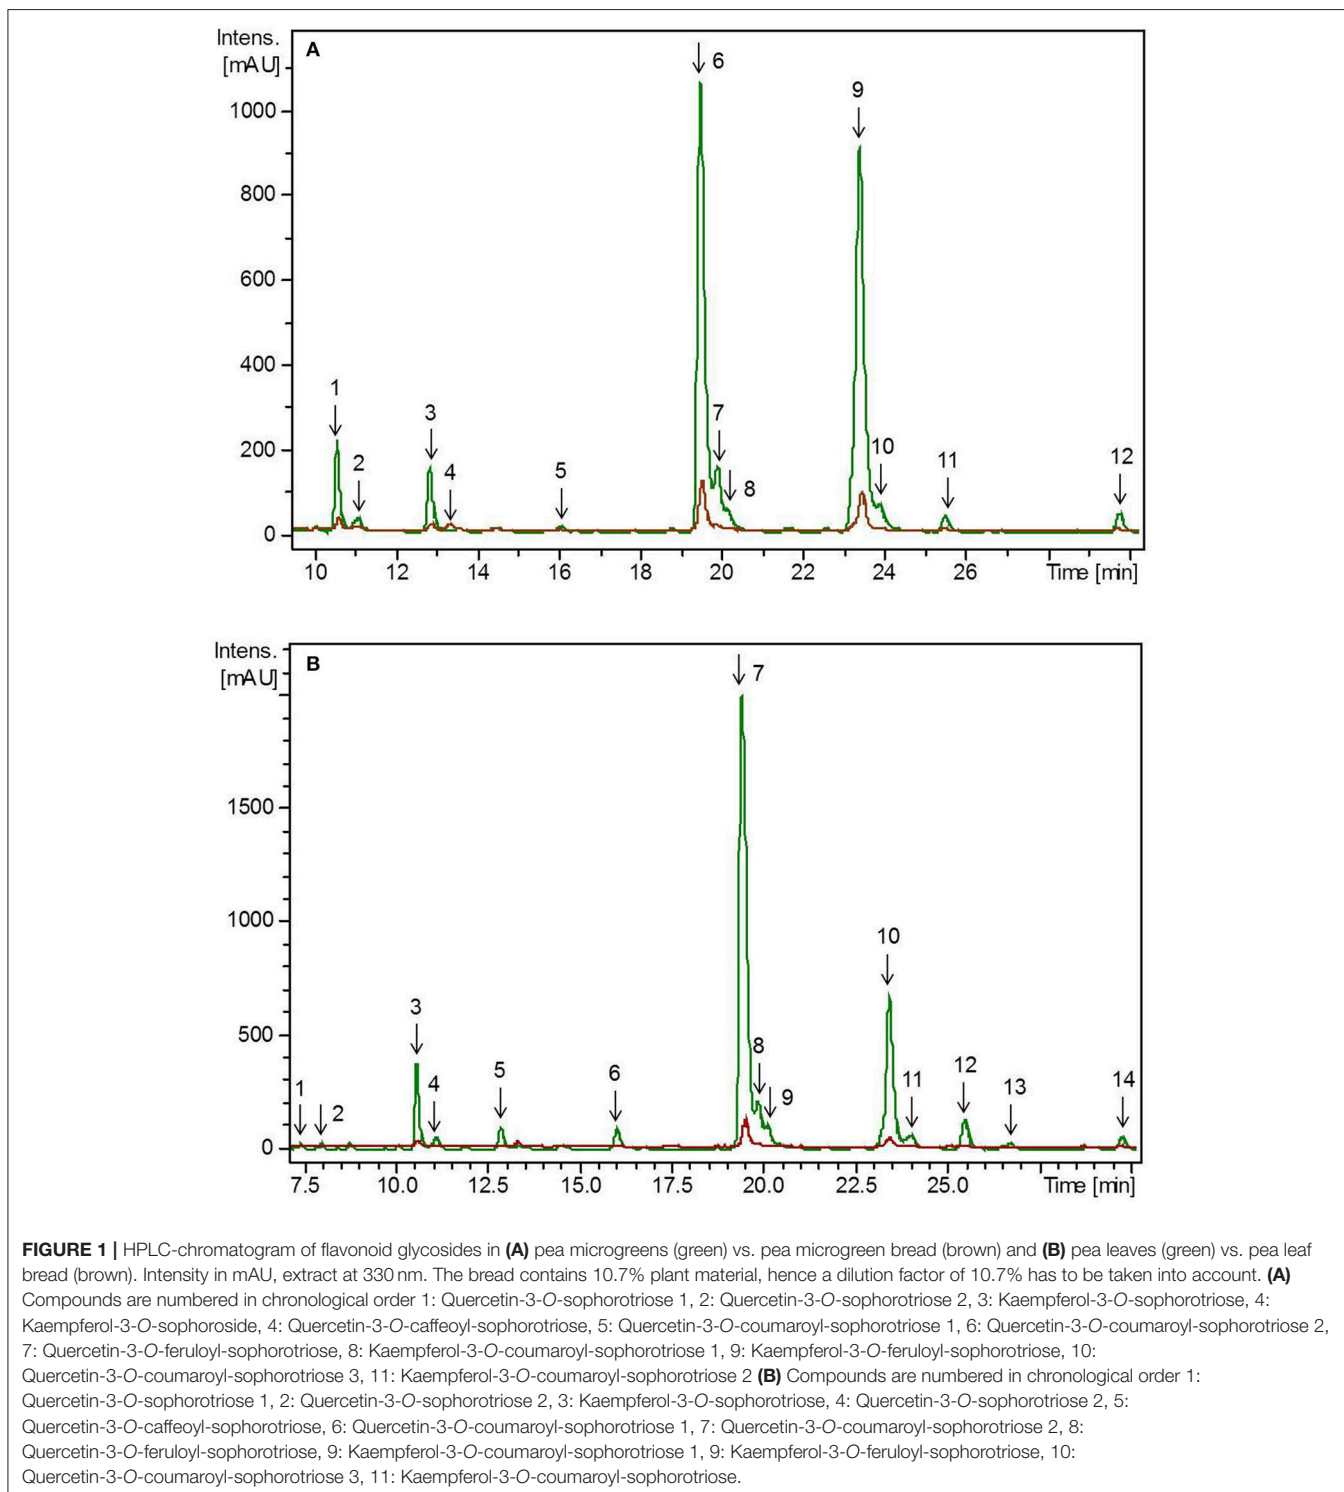 Intens.
[mAU]
A
1000
800
600
400
200
0
1
2
3
4
5
6
7
8
9
10
11
12
10
12
14
16
18
20
22
24
26
Time [min]
Intens.
[mAU]
B
1500
1000
500
0
1
2
3
4
5
6
7
8
9
10
11
12
13
14
7.5
10.0
12.5
15.0
17.5
20.0
22.5
25.0
Time [min]
FIGURE 1 | HPLC-chromatogram of flavonoid glycosides in (A) pea microgreens (green) vs. pea microgreen bread (brown) and (B) pea leaves (green) vs. pea leaf
bread (brown). Intensity in mAU, extract at 330 nm. The bread contains 10.7% plant material, hence a dilution factor of 10.7% has to be taken into account. (A)
Compounds are numbered in chronological order 1: Quercetin-3-O-sophorotriose 1, 2: Quercetin-3-O-sophorotriose 2, 3: Kaempferol-3-O-sophorotriose, 4:
Kaempferol-3-O-sophoroside, 4: Quercetin-3-O-caffeoyl-sophorotriose, 5: Quercetin-3-O-coumaroyl-sophorotriose 1, 6: Quercetin-3-O-coumaroyl-sophorotriose 2,
7: Quercetin-3-O-feruloyl-sophorotriose, 8: Kaempferol-3-O-coumaroyl-sophorotriose 1, 9: Kaempferol-3-O-feruloyl-sophorotriose, 10:
Quercetin-3-O-coumaroyl-sophorotriose 3, 11: Kaempferol-3-O-coumaroyl-sophorotriose 2 (B) Compounds are numbered in chronological order 1:
Quercetin-3-O-sophorotriose 1, 2: Quercetin-3-O-sophorotriose 2, 3: Kaempferol-3-O-sophorotriose, 4: Quercetin-3-O-sophorotriose 2, 5:
Quercetin-3-O-caffeoyl-sophorotriose, 6: Quercetin-3-O-coumaroyl-sophorotriose 1, 7: Quercetin-3-O-coumaroyl-sophorotriose 2, 8:
Quercetin-3-O-feruloyl-sophorotriose, 9: Kaempferol-3-O-coumaroyl-sophorotriose 1, 9: Kaempferol-3-O-feruloyl-sophorotriose, 10:
Quercetin-3-O-coumaroyl-sophorotriose 3, 11: Kaempferol-3-O-coumaroyl-sophorotriose.